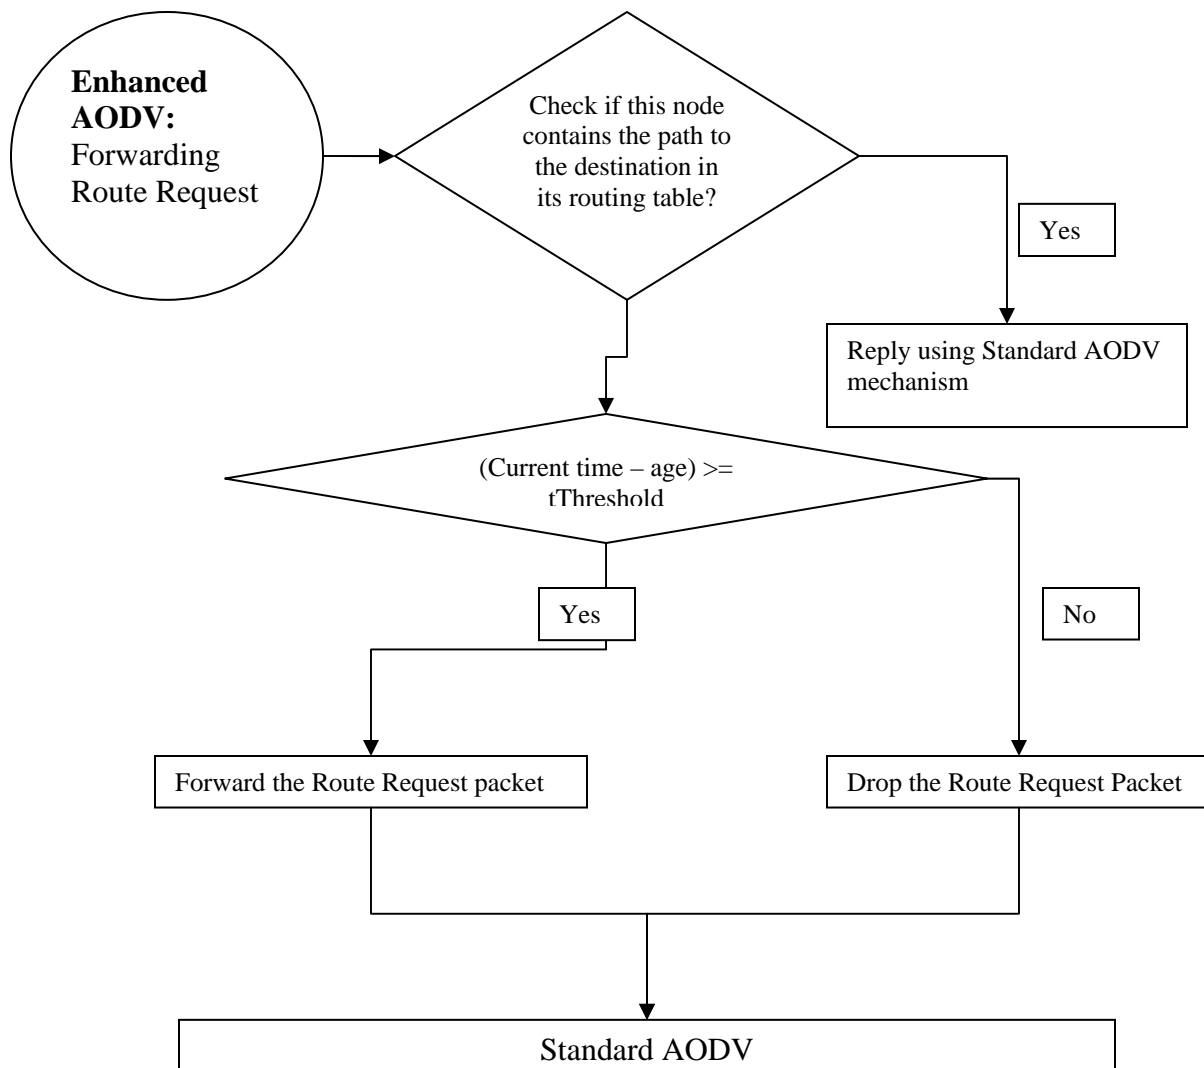 Enhanced
AODV:
Forwarding
Route Request
Check if this node
contains the path to
the destination in
its routing table?
Yes
Reply using Standard AODV
mechanism
(Current time – age) >=
tThreshold
Yes
No
Forward the Route Request packet
Drop the Route Request Packet
Standard AODV